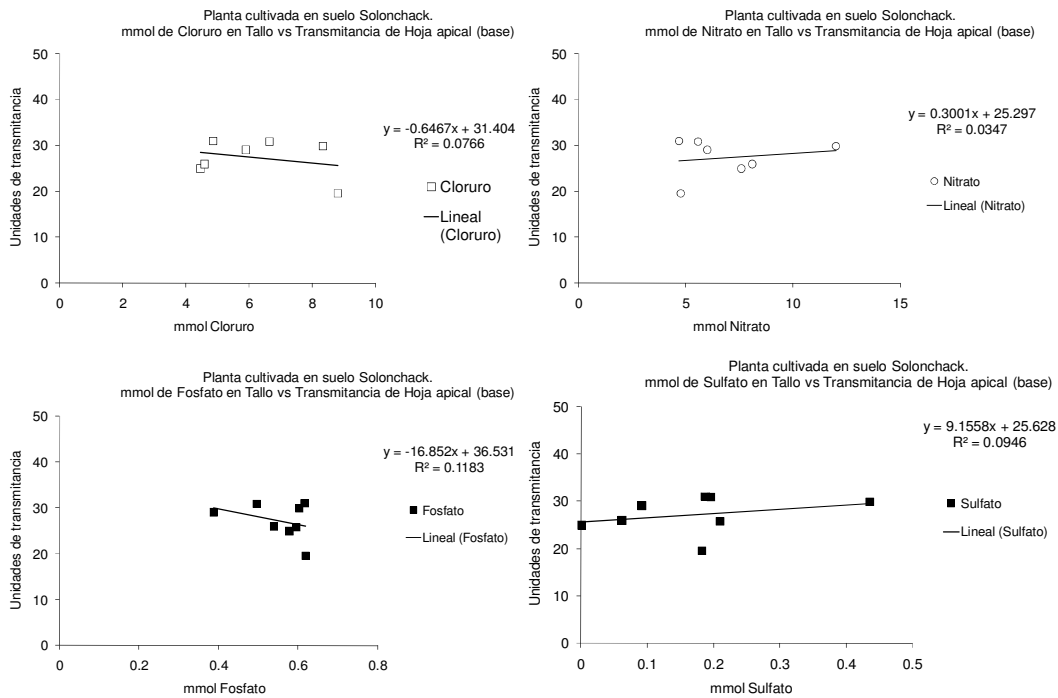 Planta cultivada en suelo Solonchack.
mmol de Cloruro en Tallo vs Transmitancia de Hoja apical (base)
50
40
30
20
10
0
Unidades de transmitancia
y = -0.6467x + 31.404
R² = 0.0766
Cloruro
Lineal
(Cloruro)
0 2 4 6 8 10
mmol Cloruro
Planta cultivada en suelo Solonchack.
mmol de Nitrato en Tallo vs Transmitancia de Hoja apical (base)
50
40
30
20
10
0
Unidades de transmitancia
y = 0.3001x + 25.297
R² = 0.0347
Nitrato
Lineal (Nitrato)
0 5 10 15
mmol Nitrato
Planta cultivada en suelo Solonchack.
mmol de Fosfato en Tallo vs Transmitancia de Hoja apical (base)
50
40
30
20
10
0
Unidades de transmitancia
y = -16.852x + 36.531
R² = 0.1183
Fosfato
Lineal (Fosfato)
0 0.2 0.4 0.6 0.8
mmol Fosfato
Planta cultivada en suelo Solonchack.
mmol de Sulfato en Tallo vs Transmitancia de Hoja apical (base)
50
40
30
20
10
0
Unidades de transmitancia
y = 9.1558x + 25.628
R² = 0.0946
Sulfato
Lineal (Sulfato)
0 0.1 0.2 0.3 0.4 0.5
mmol Sulfato